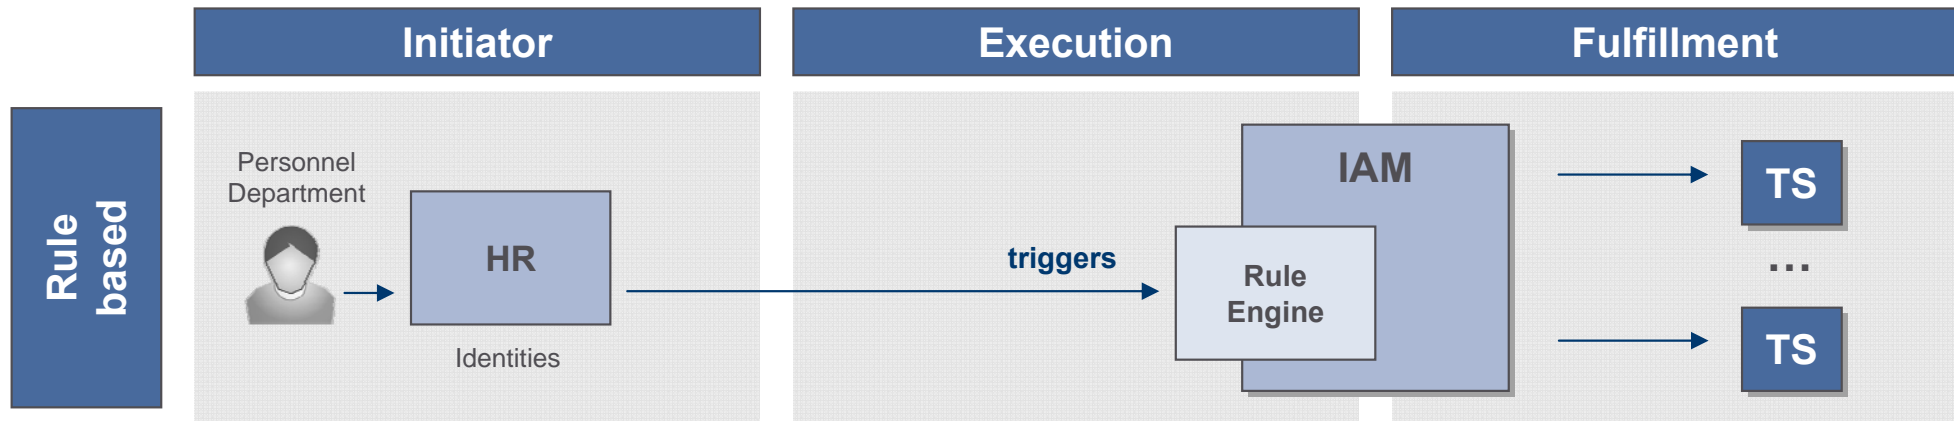 Initiator
Execution
Fulfillment
Rule
based
Personnel
Department
HR
Identities
triggers
IAM
Rule
Engine
TS
...
TS